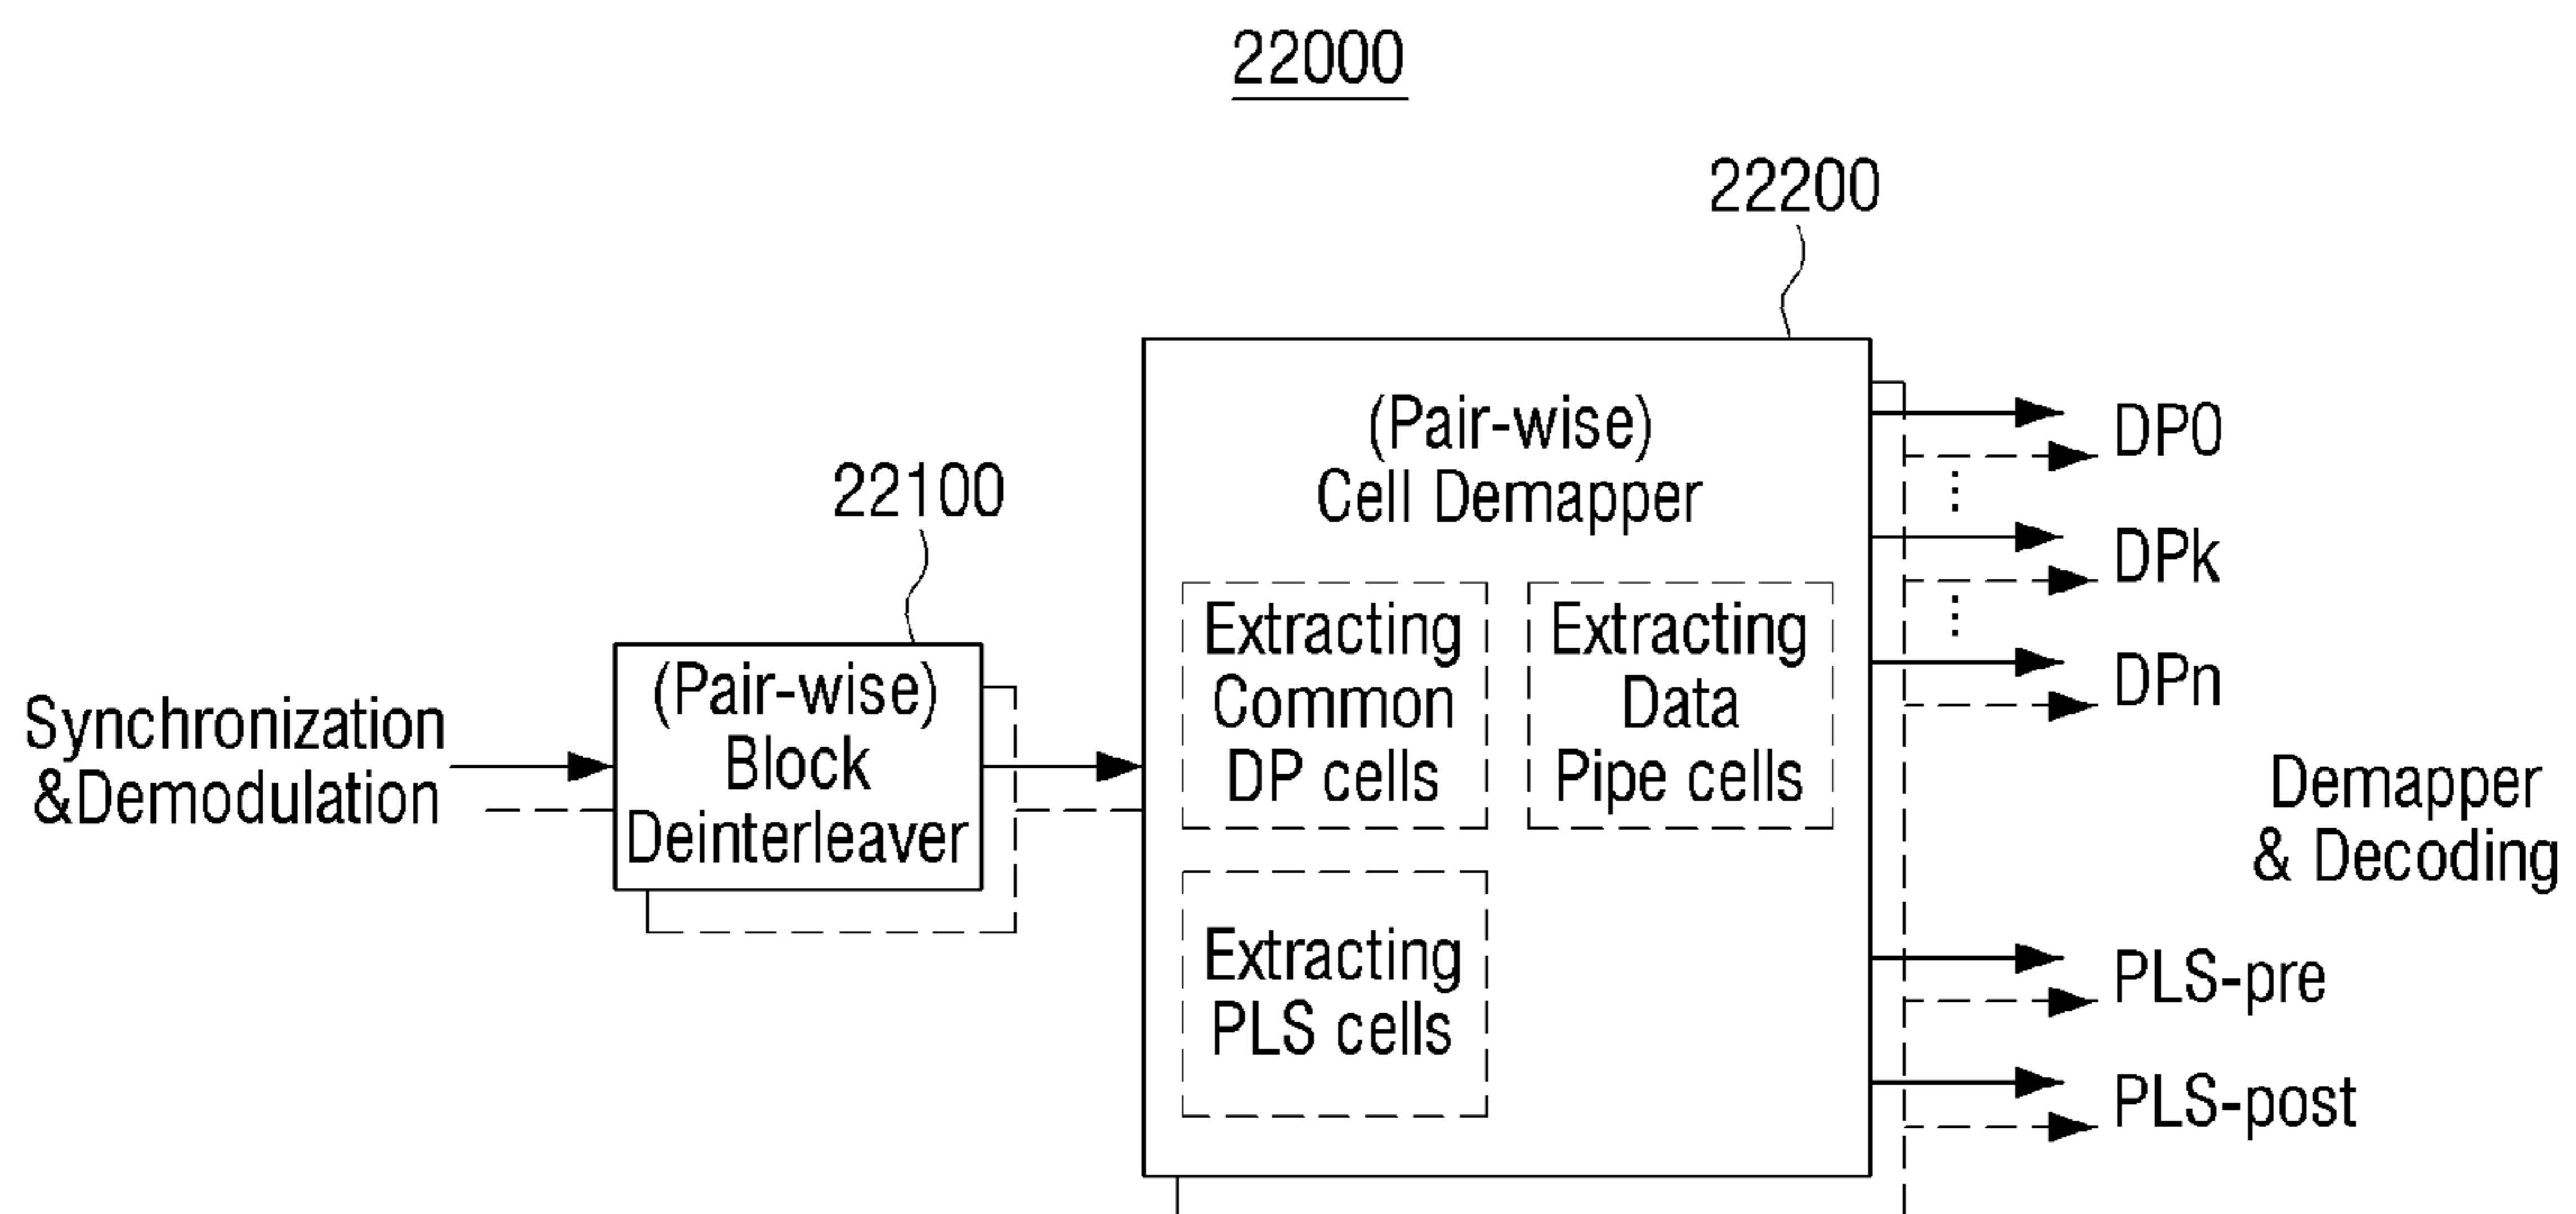 22000
22200
22100
Synchronization
&Demodulation
(Pair-wise)
Block
Deinterleaver
(Pair-wise)
Cell Demapper
Extracting
Common
DP cells
Extracting
Data
Pipe cells
Extracting
PLS cells
DP0
DPk
DPn
Demapper
& Decoding
PLS-pre
PLS-post